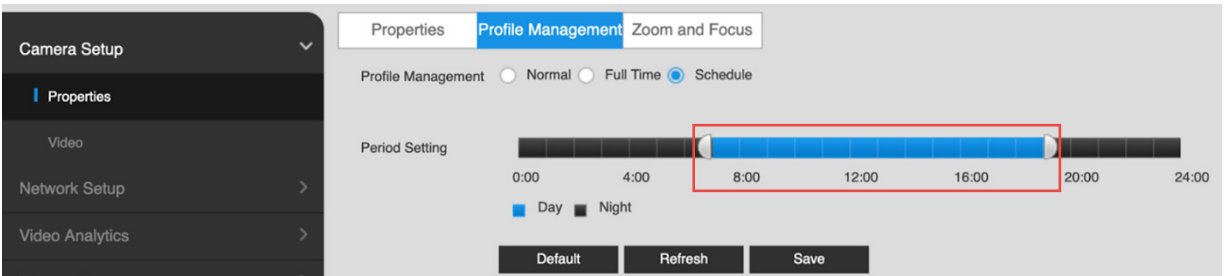 Camera Setup
Properties
Video
Network Setup
Video Analytics
Properties Profile Management Zoom and Focus
Profile Management Normal Full Time Schedule
Period Setting
0:00 4:00 8:00 12:00 16:00 20:00 24:00
Day Night
Default Refresh Save